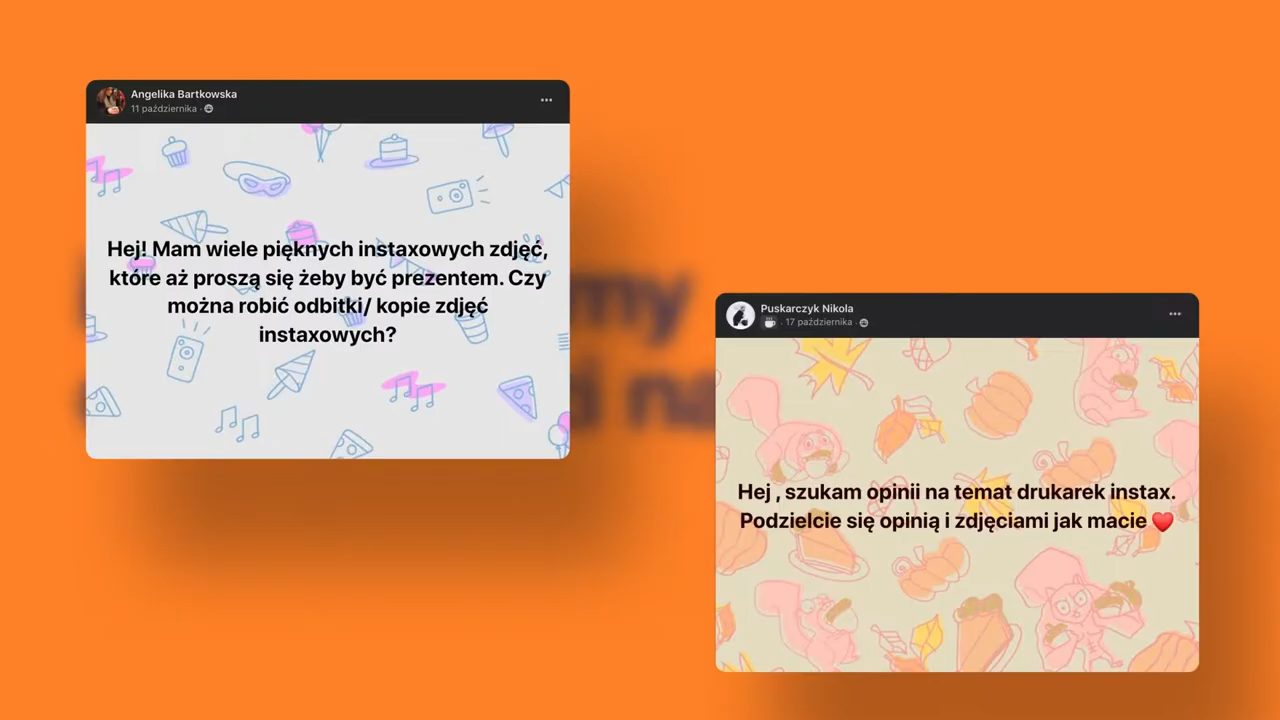 Angelika Bartkowska
11 października ·
Hej! Mam wiele pięknych instaxowych zdjęć,
które aż proszą się żeby być prezentem. Czy
można robić odbitki/ kopie zdjęć
instaxowych?
Puskarczyk Nikola
· 17 października ·
Hej , szukam opinii na temat drukarek instax.
Podzielcie się opinią i zdjęciami jak macie ♥️